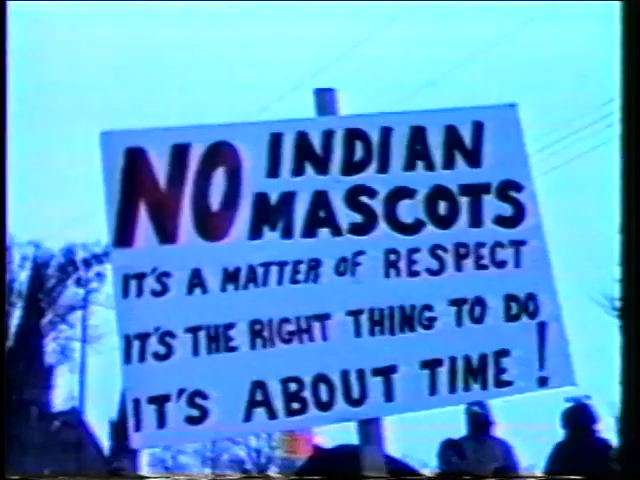 NO INDIAN
MASCOTS
IT'S A MATTER OF RESPECT
IT'S THE RIGHT THING TO DO
IT'S ABOUT TIME!